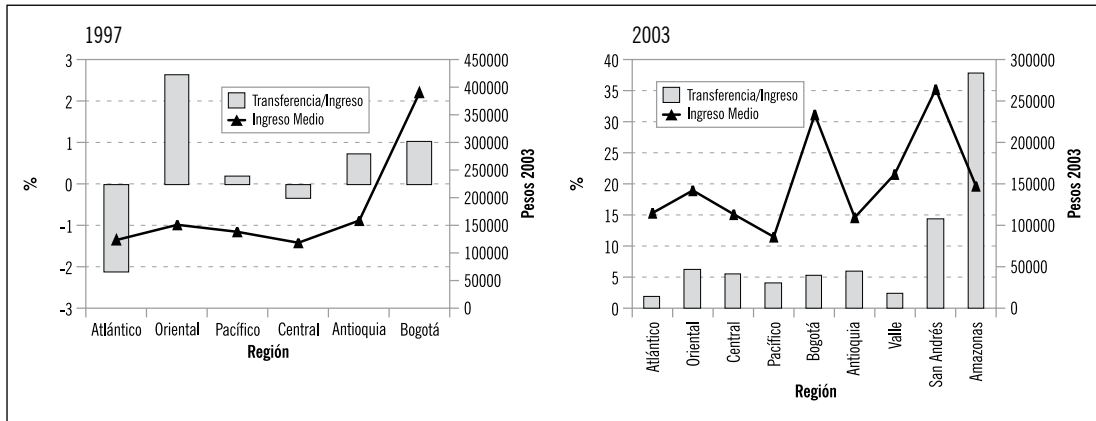 1997
3
2
1
0
-1
-2
-3
%
450000
400000
350000
300000
250000
200000
150000
100000
50000
0
Pesos 2003
Transferencia/Ingreso
Ingreso Medio
Atlántico Oriental Pacífico Central Antioquia Bogotá
Región
2003
40
35
30
25
20
15
10
5
0
%
300000
250000
200000
150000
100000
50000
0
Pesos 2003
Transferencia/Ingreso
Ingreso Medio
Atlántico
Oriental
Central
Pacífico
Bogotá
Antioquia
Valle
San Andrés
Amazonas
Región